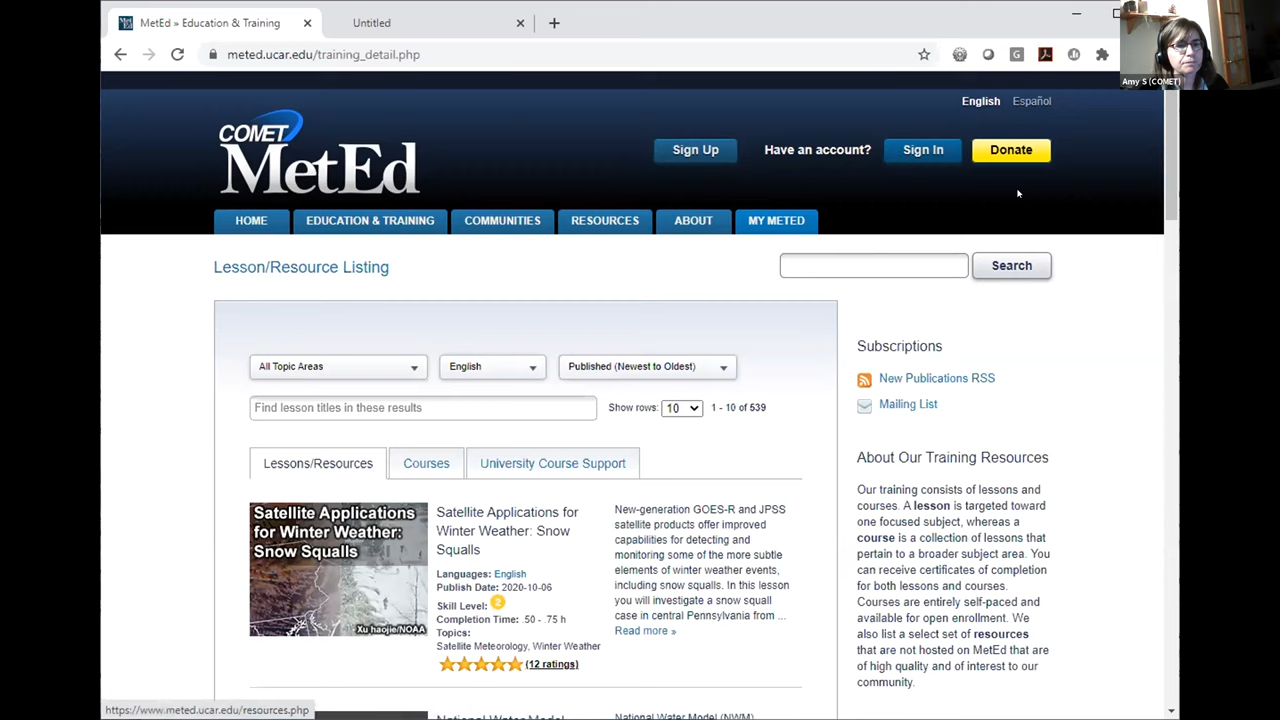 MetEd » Education & Training
Untitled
meted.ucar.edu/training_detail.php
Amy S (COMET)
English Español
COMET
MetEd
Sign Up Have an account? Sign In Donate
HOME EDUCATION & TRAINING COMMUNITIES RESOURCES ABOUT MY METED
Lesson/Resource Listing
Search
All Topic Areas English Published (Newest to Oldest)
Find lesson titles in these results Show rows: 10 1 - 10 of 539
Lessons/Resources Courses University Course Support
Satellite Applications
for Winter Weather:
Snow Squalls
Xu haojie/NOAA
Satellite Applications for
Winter Weather: Snow
Squalls
Languages: English
Publish Date: 2020-10-06
Skill Level: 2
Completion Time: .50 - .75 h
Topics:
Satellite Meteorology, Winter Weather
(12 ratings)
New-generation GOES-R and JPSS
satellite products offer improved
capabilities for detecting and
monitoring some of the more subtle
elements of winter weather events,
including snow squalls. In this lesson
you will investigate a snow squall
case in central Pennsylvania from ...
Read more »
National Water Model
National Water Model (NWM)
Subscriptions
New Publications RSS
Mailing List
About Our Training Resources
Our training consists of lessons and
courses. A lesson is targeted toward
one focused subject, whereas a
course is a collection of lessons that
pertain to a broader subject area. You
can receive certificates of completion
for both lessons and courses.
Courses are entirely self-paced and
available for open enrollment. We
also list a select set of resources
that are not hosted on MetEd that are
of high quality and of interest to our
community.
https://www.meted.ucar.edu/resources.php